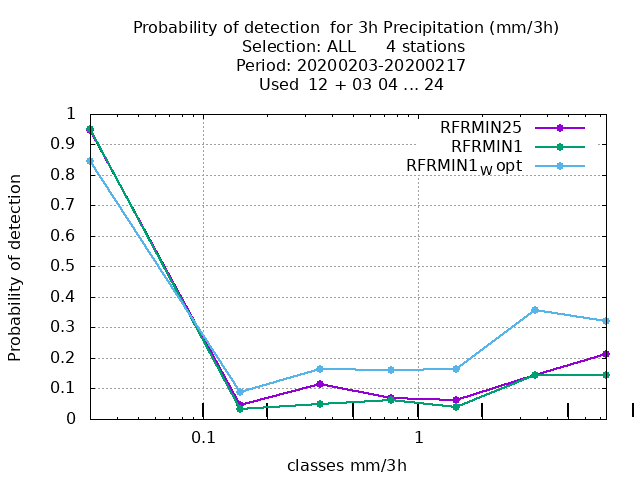 Probability of detection  for 3h Precipitation (mm/3h)
Selection: ALL      4 stations
Period: 20200203-20200217
Used  12 + 03 04 ... 24
RFRMIN25
RFRMIN1
RFRMIN1W opt
1
0.9
0.8
0.7
0.6
0.5
0.4
0.3
0.2
0.1
0
Probability of detection
0.1 1
classes mm/3h